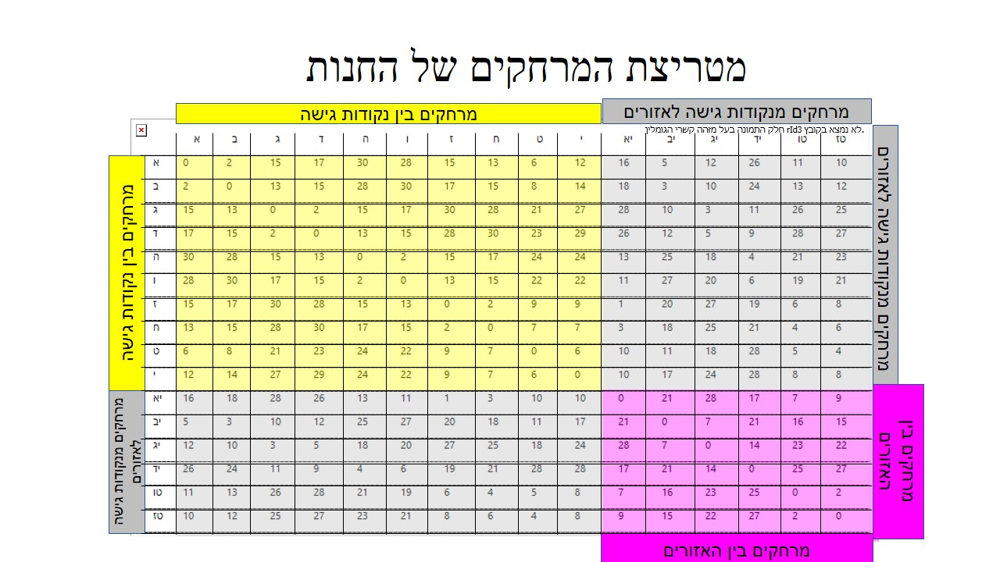 מטריצת המרחקים של החנות
מרחקים בין נקודות גישה
מרחקים מנקודות גישה לאזורים
לא נמצא בקובץ rId3 חלק התמונה בעל מזהה קשרי הגומלין.
א ב ג ד ה ו ז ח ט י יא יב יג יד טו טז
א 0 2 15 17 30 28 15 13 6 12 16 5 12 26 11 10
ב 2 0 13 15 28 30 17 15 8 14 18 3 10 24 13 12
ג 15 13 0 2 15 17 30 28 21 27 28 10 3 11 26 25
ד 17 15 2 0 13 15 28 30 23 29 26 12 5 9 28 27
ה 30 28 15 13 0 2 15 17 24 24 13 25 18 4 21 23
ו 28 30 17 15 2 0 13 15 22 22 11 27 20 6 19 21
ז 15 17 30 28 15 13 0 2 9 9 1 20 27 19 6 8
ח 13 15 28 30 17 15 2 0 7 7 3 18 25 21 4 6
ט 6 8 21 23 24 22 9 7 0 6 10 11 18 28 5 4
י 12 14 27 29 24 22 9 7 6 0 10 17 24 28 8 8
יא 16 18 28 26 13 11 1 3 10 10 0 21 28 17 7 9
יב 5 3 10 12 25 27 20 18 11 17 21 0 7 21 16 15
יג 12 10 3 5 18 20 27 25 18 24 28 7 0 14 23 22
יד 26 24 11 9 4 6 19 21 28 28 17 21 14 0 25 27
טו 11 13 26 28 21 19 6 4 5 8 7 16 23 25 0 2
טז 10 12 25 27 23 21 8 6 4 8 9 15 22 27 2 0
מרחקים בין נקודות גישה
מרחקים מנקודות גישה
לאזורים
מרחקים מנקודות גישה לאזורים
מרחקים בין
האזורים
מרחקים בין האזורים